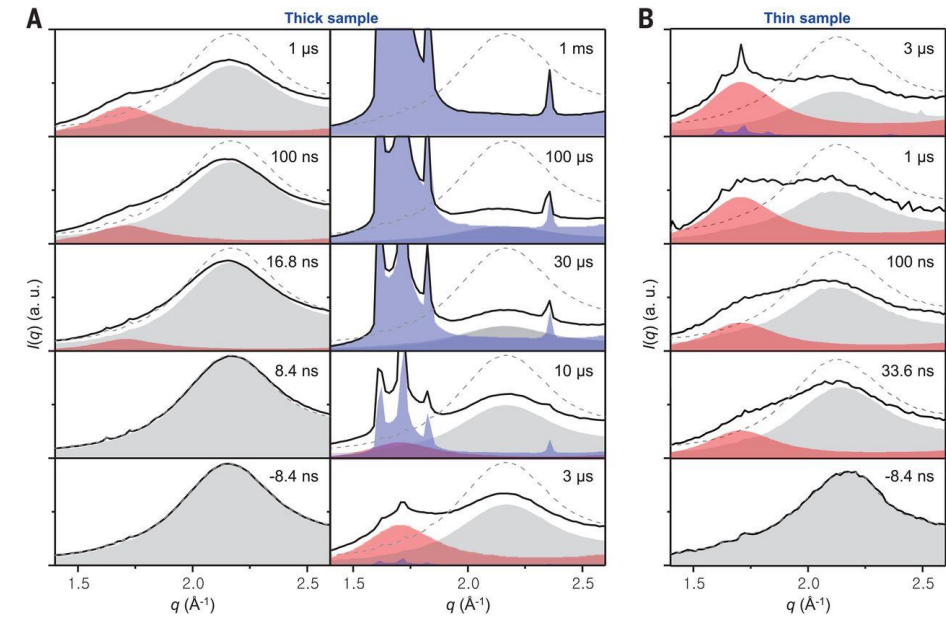 A
Thick sample
B
Thin sample
1 µs
1 ms
3 µs
100 ns
100 µs
1 µs
16.8 ns
30 µs
100 ns
8.4 ns
10 µs
33.6 ns
-8.4 ns
3 µs
-8.4 ns
I(q) (a. u.)
I(q) (a. u.)
1.5 2.0 2.5 1.5 2.0 2.5 1.5 2.0 2.5
q (Å⁻¹) q (Å⁻¹) q (Å⁻¹)